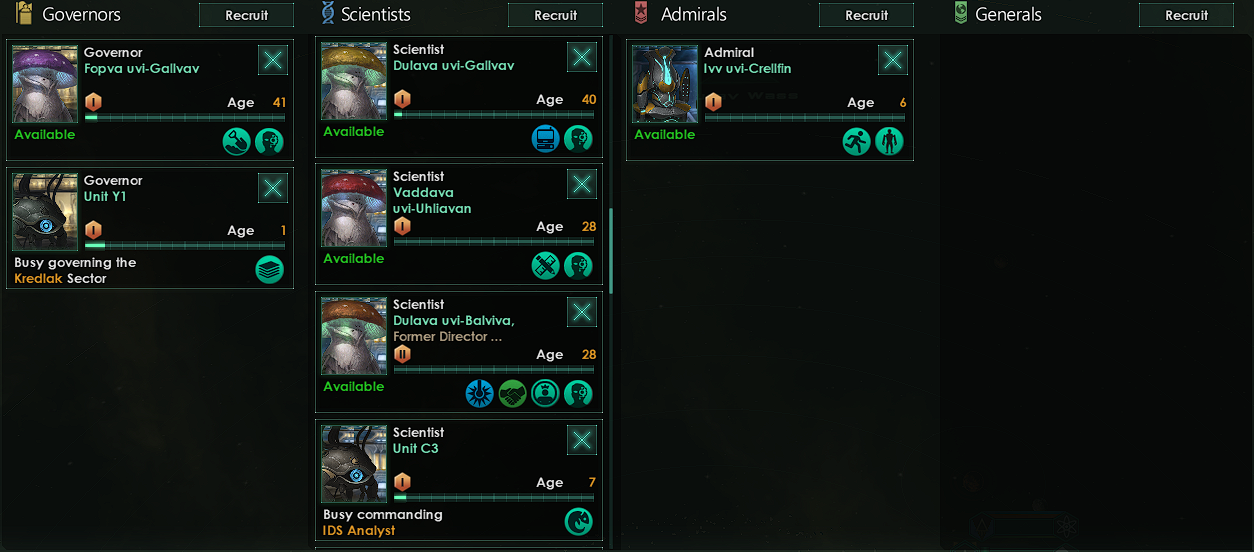 Governors
Recruit
Scientists
Recruit
Admirals
Recruit
Generals
Recruit
Governor
Fopva uvi-Gallvav
I
Age 41
Available
Governor
Unit Y1
I
Age 1
Busy governing the
Kredlak Sector
Scientist
Dulava uvi-Gallvav
I
Age 40
Available
Scientist
Vaddava
uvi-Uhliavan
I
Age 28
Available
Scientist
Dulava uvi-Balviva,
Former Director ...
II
Age 28
Available
Scientist
Unit C3
I
Age 7
Busy commanding
IDS Analyst
Admiral
Ivv uvi-Crellfin
I
Age 6
Available